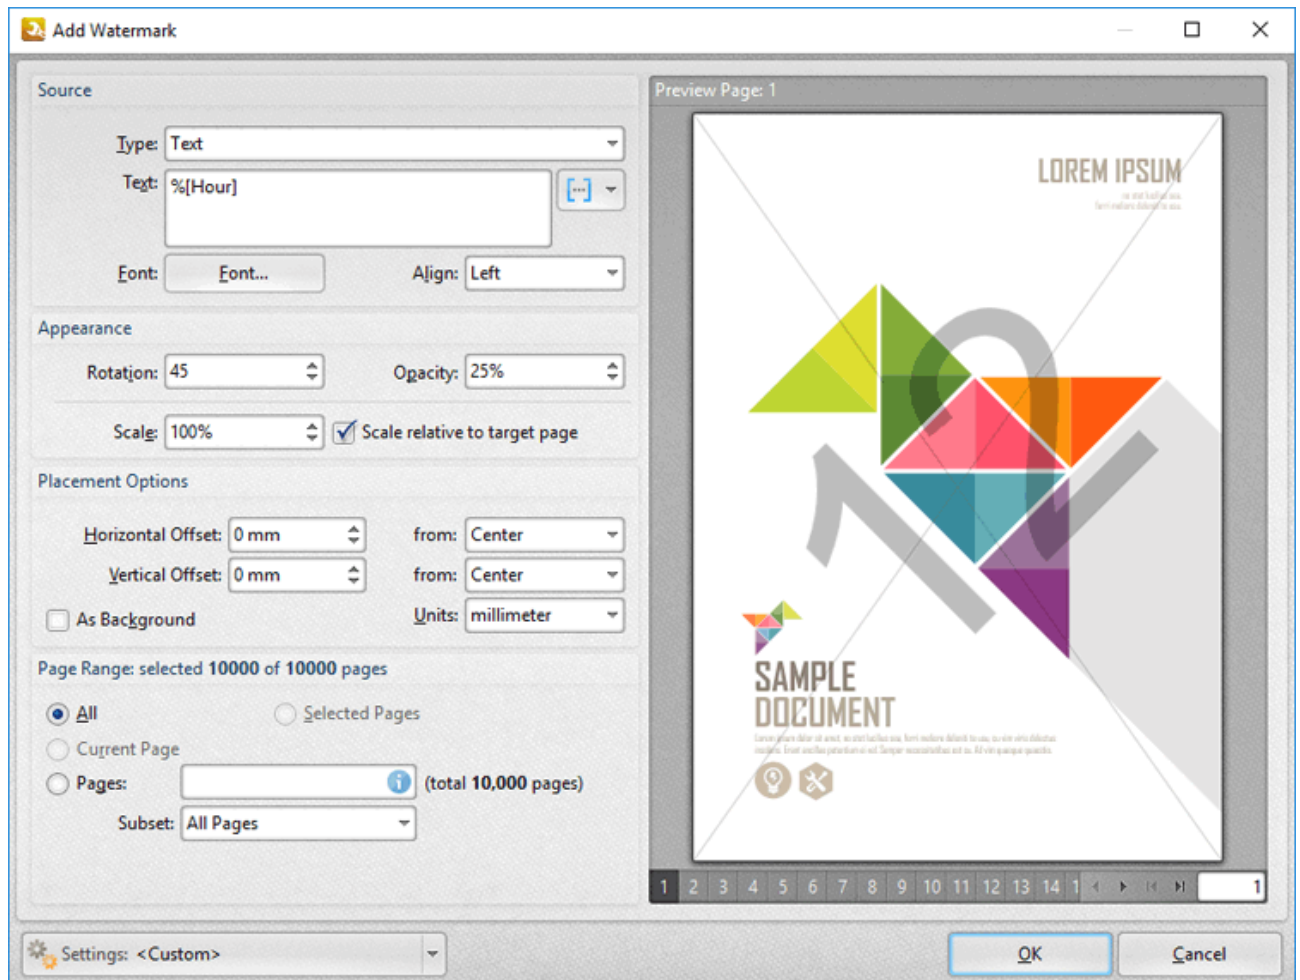 Add Watermark
Source
Type: Text
Text: %[Hour]
Font: Font... Align: Left
Appearance
Rotation: 45 Opacity: 25%
Scale: 100% Scale relative to target page
Placement Options
Horizontal Offset: 0 mm from: Center
Vertical Offset: 0 mm from: Center
As Background Units: millimeter
Page Range: selected 10000 of 10000 pages
All Selected Pages
Current Page
Pages: (total 10,000 pages)
Subset: All Pages
Settings: <Custom>
Preview Page: 1
LOREM IPSUM
12
SAMPLE
DOCUMENT
1 2 3 4 5 6 7 8 9 10 11 12 13 14 1 1
OK Cancel